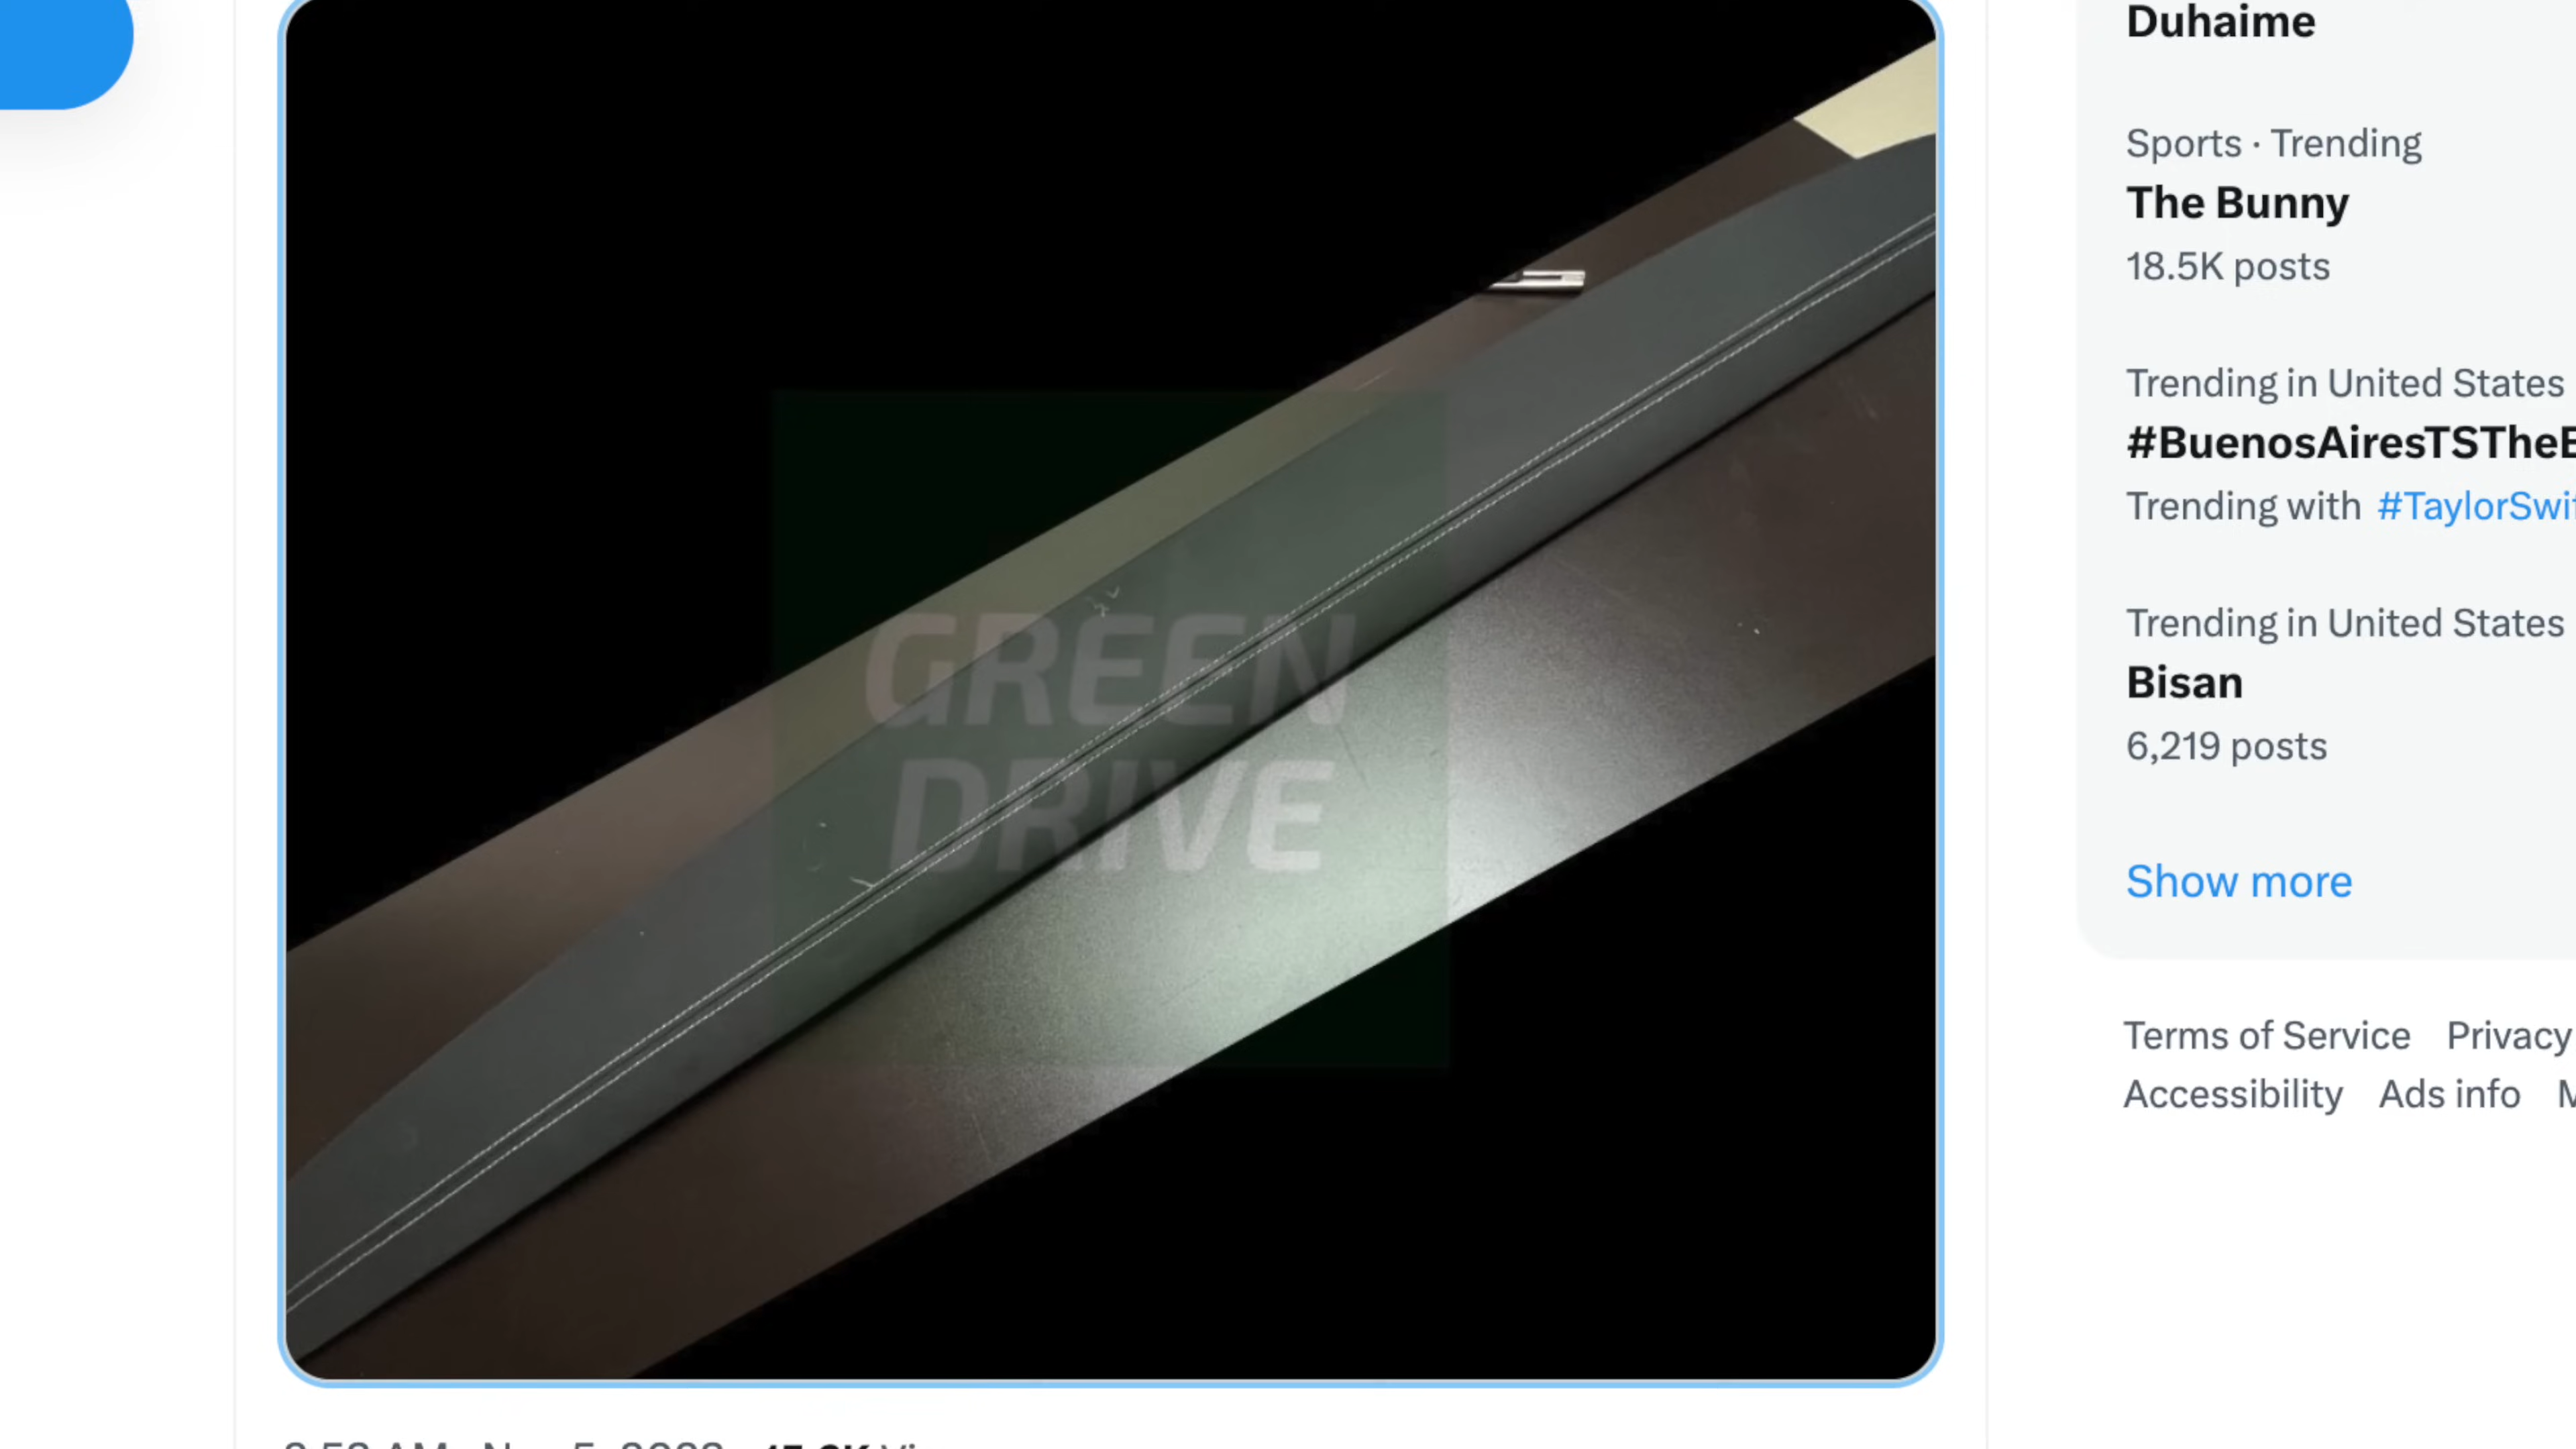 Duhaime
Sports · Trending
The Bunny
18.5K posts
Trending in United States
#BuenosAiresTSTheE
Trending with #TaylorSwif
Trending in United States
Bisan
6,219 posts
Show more
Terms of Service Privacy
Accessibility Ads info
GREEN
DRIVE